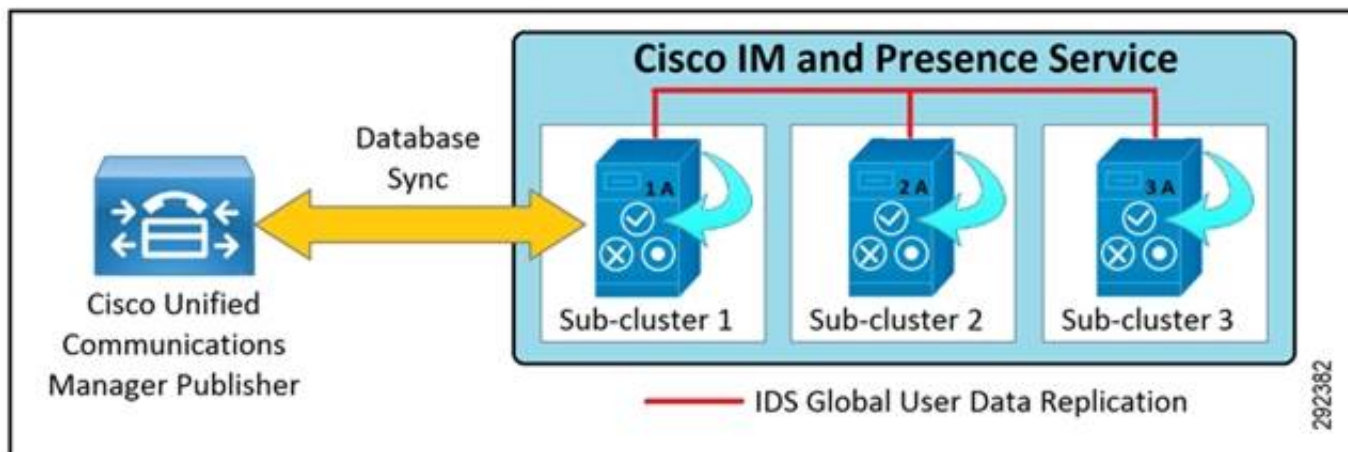 Cisco IM and Presence Service
Database
Sync
1 A
2 A
3 A
Cisco Unified
Communications
Manager Publisher
Sub-cluster 1
Sub-cluster 2
Sub-cluster 3
IDS Global User Data Replication
292382